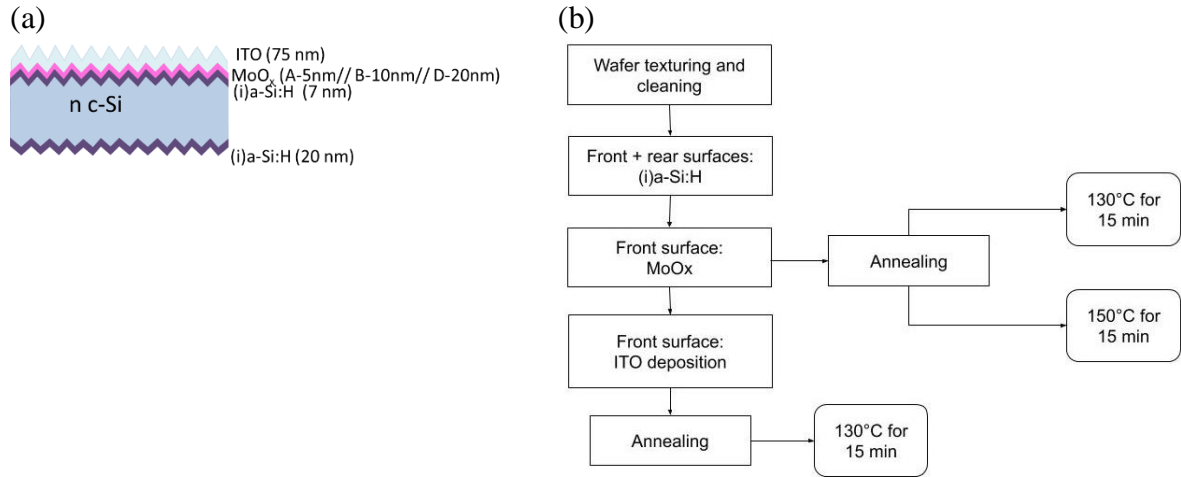 (a)
ITO (75 nm)
MoOₓ (A-5nm// B-10nm// D-20nm)
(i)a-Si:H (7 nm)
n c-Si
(i)a-Si:H (20 nm)
(b)
Wafer texturing and
cleaning
Front + rear surfaces:
(i)a-Si:H
Front surface:
MoOx
Annealing
130°C for
15 min
150°C for
15 min
Front surface:
ITO deposition
Annealing
130°C for
15 min